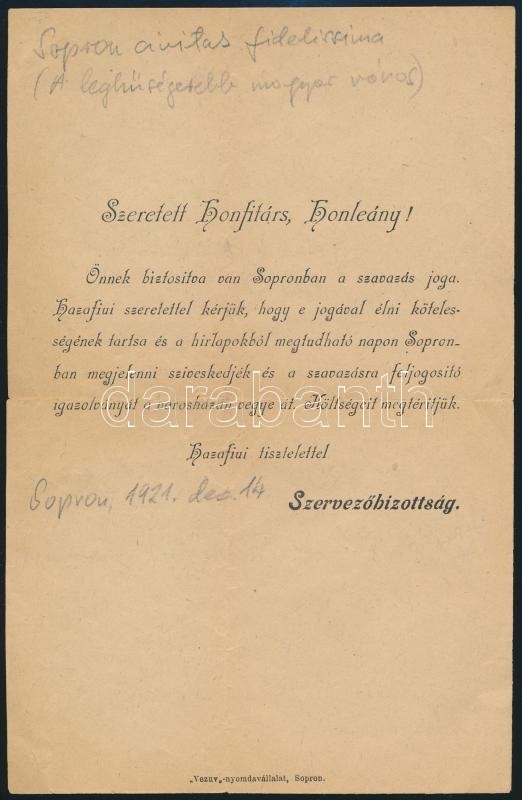 Sopron civitas fidelissima
(A leghűségesebb magyar város)
Szeretett Honfitárs, Honleány!
Önnek biztositva van Sopronban a szavazás joga.
Hazafiui szeretettel kérjük, hogy e jogával élni köteles-
ségének tartsa és a hirlapokból megtudható napon Sopron-
ban megjelenni sziveskedjék és a szavazásra feljogositó
igazolványát a városházán vegye át. Költségeit megtéritjük.
darabanth
Hazafiui tisztelettel
Sopron, 1921. dec. 14.
Szervezőbizottság.
„Vezuv„-nyomdavállalat, Sopron.